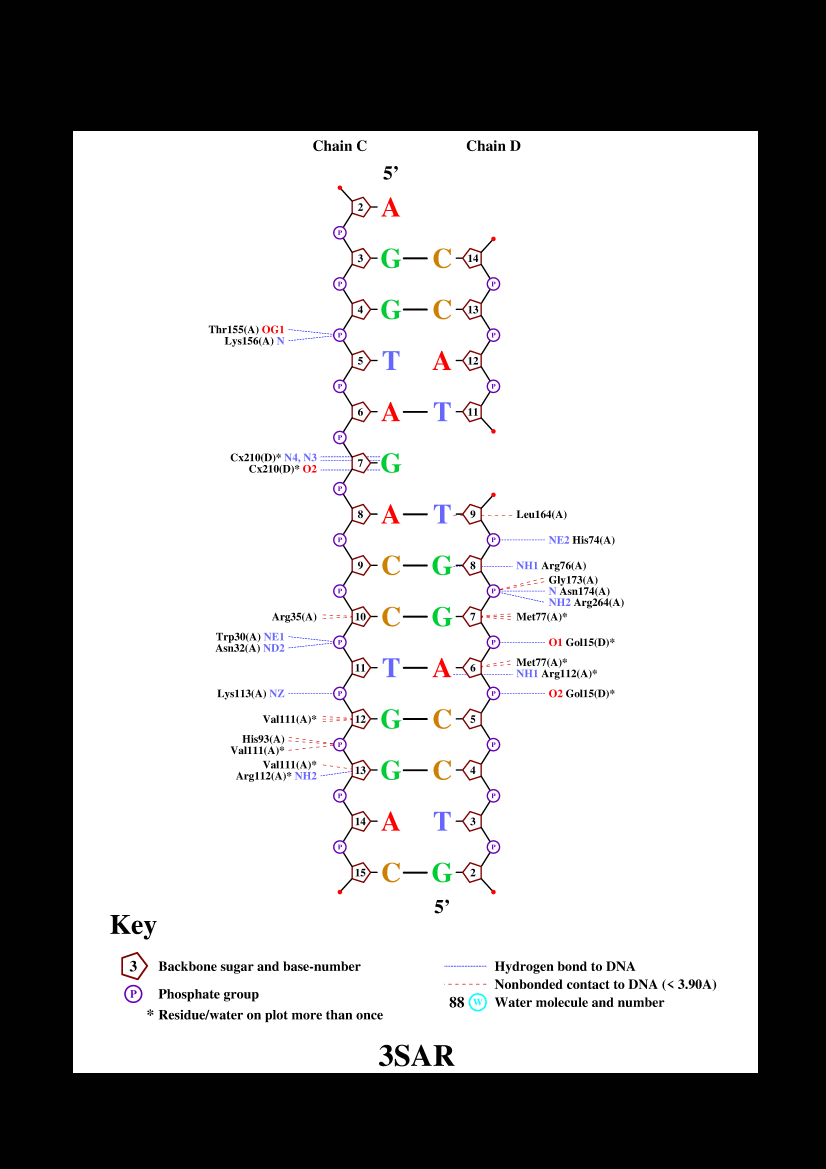 Chain C Chain D
5’
2 A
P
3 G C 14
P P
4 G C 13
Thr155(A) OG1
P P
Lys156(A) N
5 T A 12
P P
6 A T 11
P
Cx210(D)* N4, N3
7 G
Cx210(D)* O2
P
8 A T 9 Leu164(A)
P P NE2 His74(A)
9 C G 8 NH1 Arg76(A)
Gly173(A)
P P N Asn174(A)
NH2 Arg264(A)
Arg35(A) 10 C G 7 Met77(A)*
Trp30(A) NE1
P P O1 Gol15(D)*
Asn32(A) ND2
Met77(A)*
11 T A 6
NH1 Arg112(A)*
Lys113(A) NZ P P O2 Gol15(D)*
Val111(A)* 12 G C 5
His93(A)
P P
Val111(A)*
Val111(A)*
13 G C 4
Arg112(A)* NH2
P P
14 A T 3
P P
15 C G 2
5’
Key
3 Backbone sugar and base-number
P Phosphate group
* Residue/water on plot more than once
Hydrogen bond to DNA
Nonbonded contact to DNA (< 3.90A)
88 W Water molecule and number
3SAR